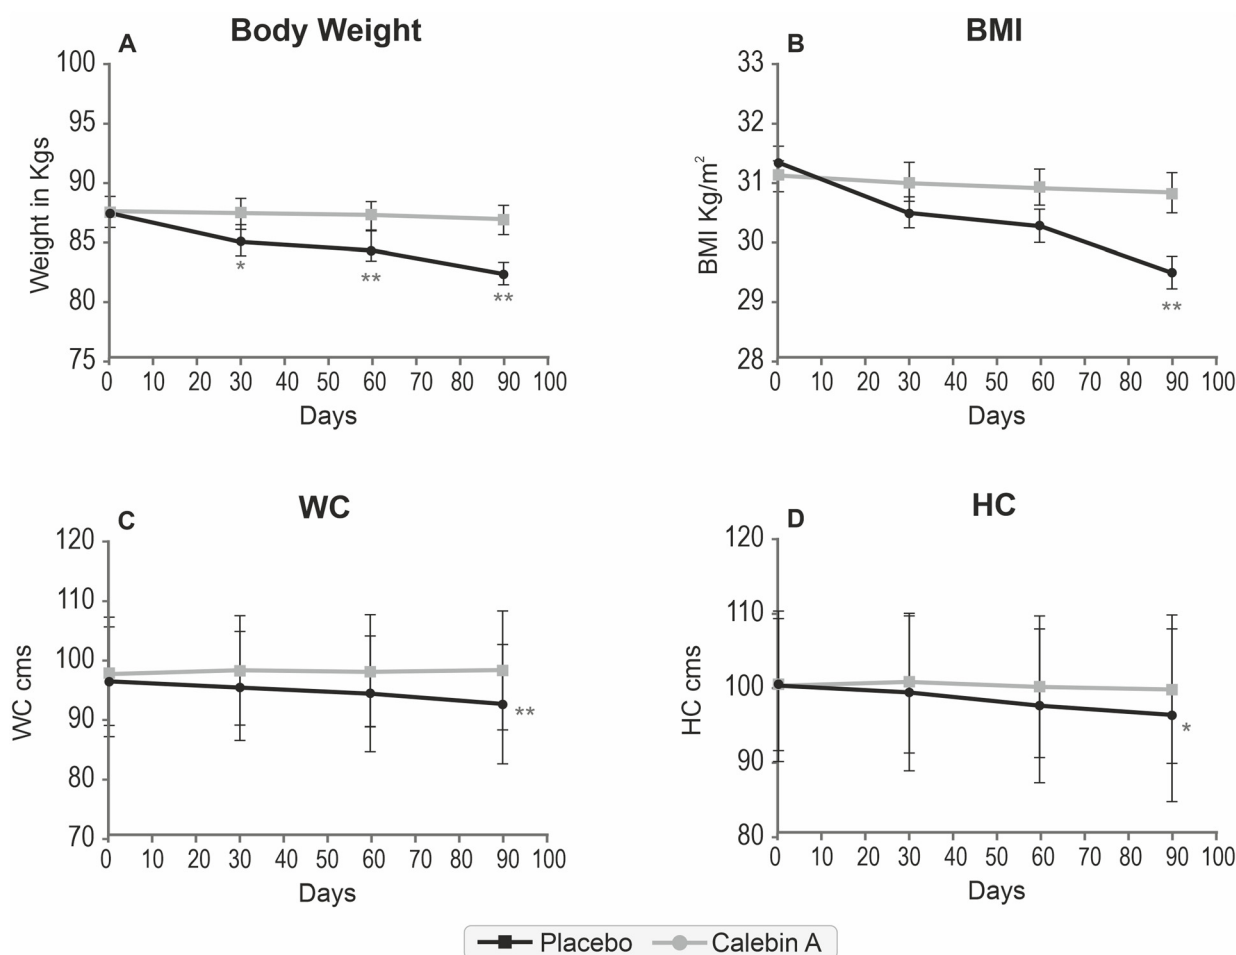 A Body Weight
100
95
90
85
80
75
Weight in Kgs
* ** **
0 10 20 30 40 50 60 70 80 90 100
Days
B BMI
33
32
31
30
29
28
BMI Kg/m²
**
0 10 20 30 40 50 60 70 80 90 100
Days
C WC
120
110
100
90
80
70
WC cms
**
0 10 20 30 40 50 60 70 80 90 100
Days
D HC
120
110
100
90
80
HC cms
*
0 10 20 30 40 50 60 70 80 90 100
Days
Placebo Calebin A